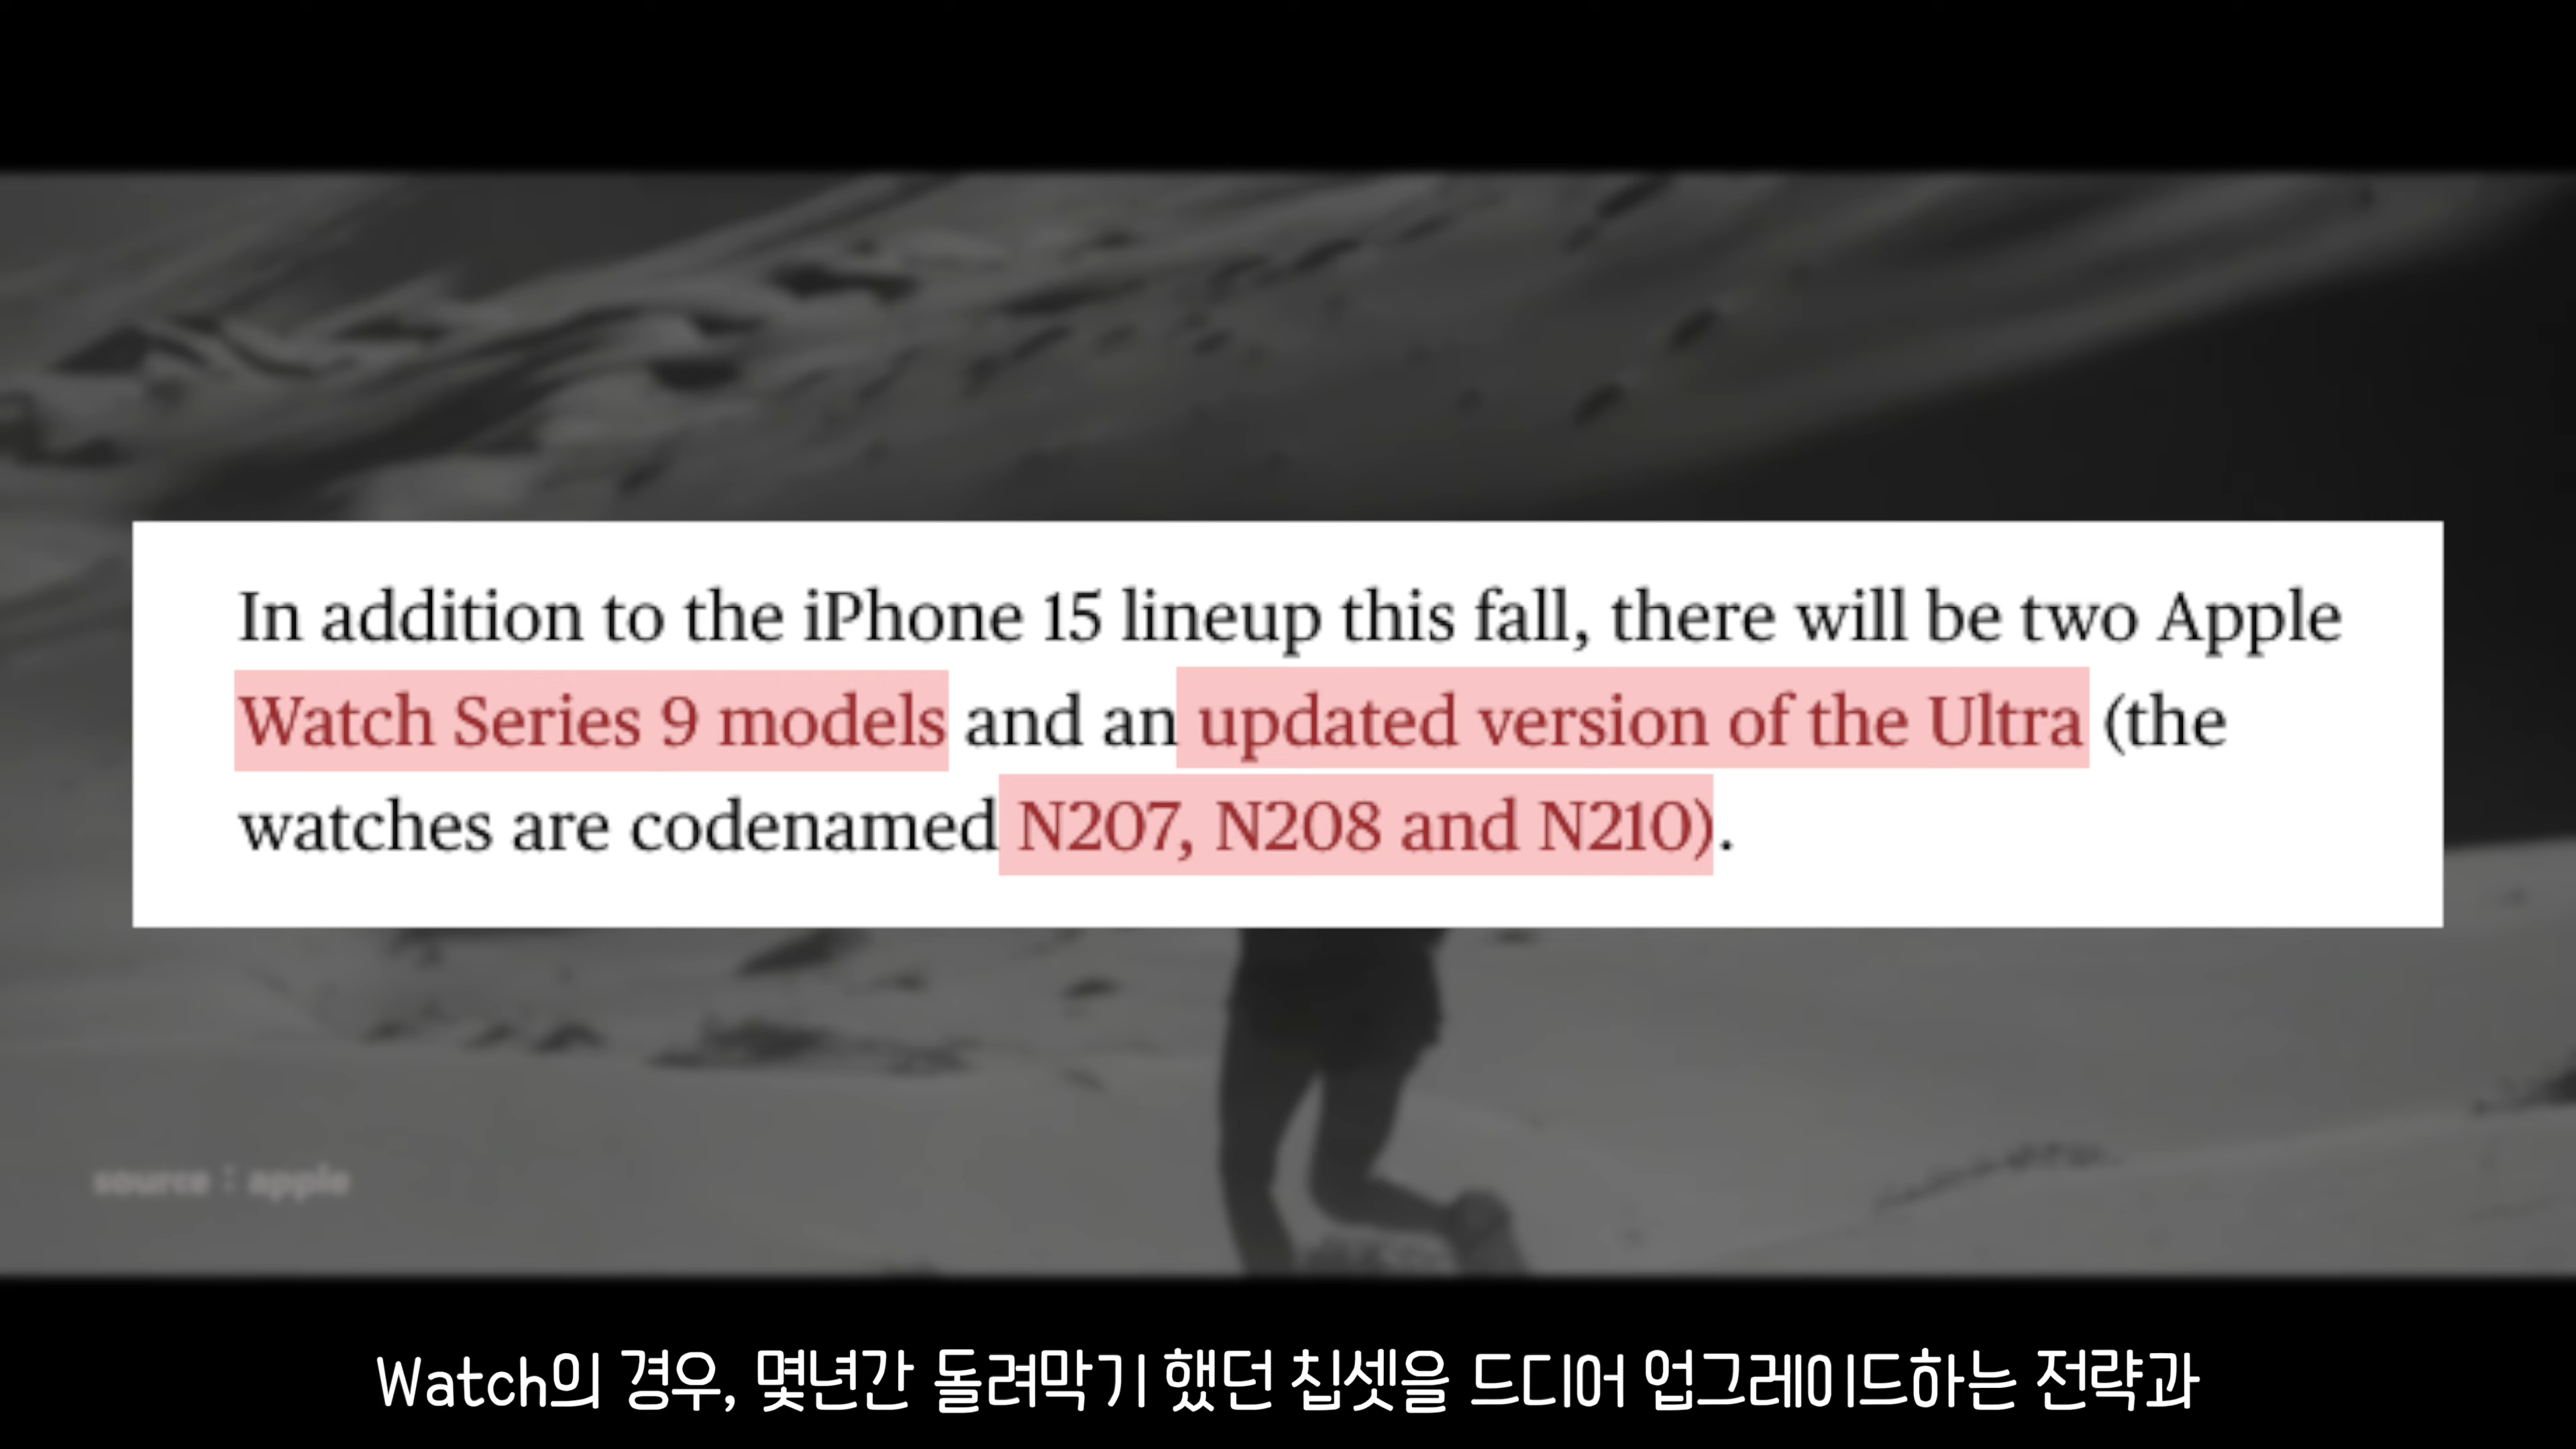 In addition to the iPhone 15 lineup this fall, there will be two Apple
Watch Series 9 models and an updated version of the Ultra (the
watches are codenamed N207, N208 and N210).
source : apple
Watch의 경우, 몇년간 돌려막기 했던 칩셋을 드디어 업그레이드하는 전략과